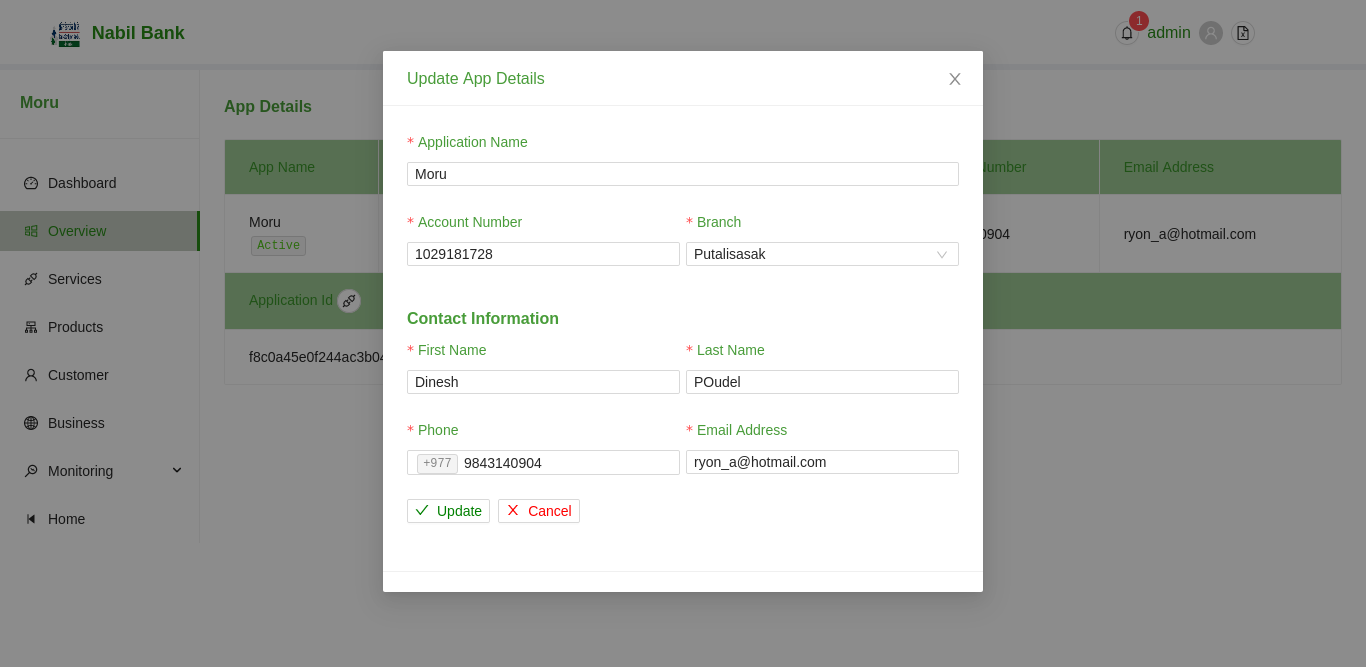 Nabil Bank
1
admin
Moru
Dashboard
Overview
Services
Products
Customer
Business
Monitoring
Home
App Details
App Name
Number
Email Address
Moru
Active
0904
ryon_a@hotmail.com
Application Id
f8c0a45e0f244ac3b04
Update App Details
* Application Name
Moru
* Account Number
* Branch
1029181728
Putalisasak
Contact Information
* First Name
* Last Name
Dinesh
POudel
* Phone
* Email Address
+977 9843140904
ryon_a@hotmail.com
Update
Cancel